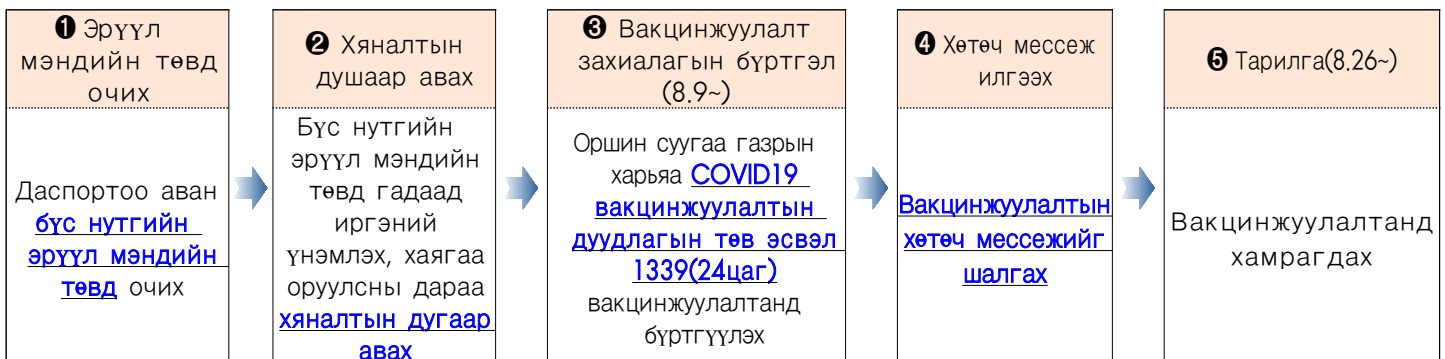 ❶ Эрүүл
мэндийн төвд
очих
Даспортоо аван
бүс нутгийн
эрүүл мэндийн
төвд очих
❷ Хяналтын
душаар авах
Бүс нутгийн
эрүүл мэндийн
төвд гадаад
иргэний
үнэмлэх, хаягаа
оруулсны дараа
хяналтын дугаар
авах
❸ Вакцинжуулалт
захиалагын бүртгэл
(8.9~)
Оршин суугаа газрын
харьяа COVID19
вакцинжуулалтын
дуудлагын төв эсвэл
1339(24цаг)
вакцинжуулалтанд
бүртгүүлэх
❹ Хөтөч мессеж
илгээх
Вакцинжуулалтын
хөтөч мессежийг
шалгах
❺ Тарилга(8.26~)
Вакцинжуулалтанд
хамрагдах